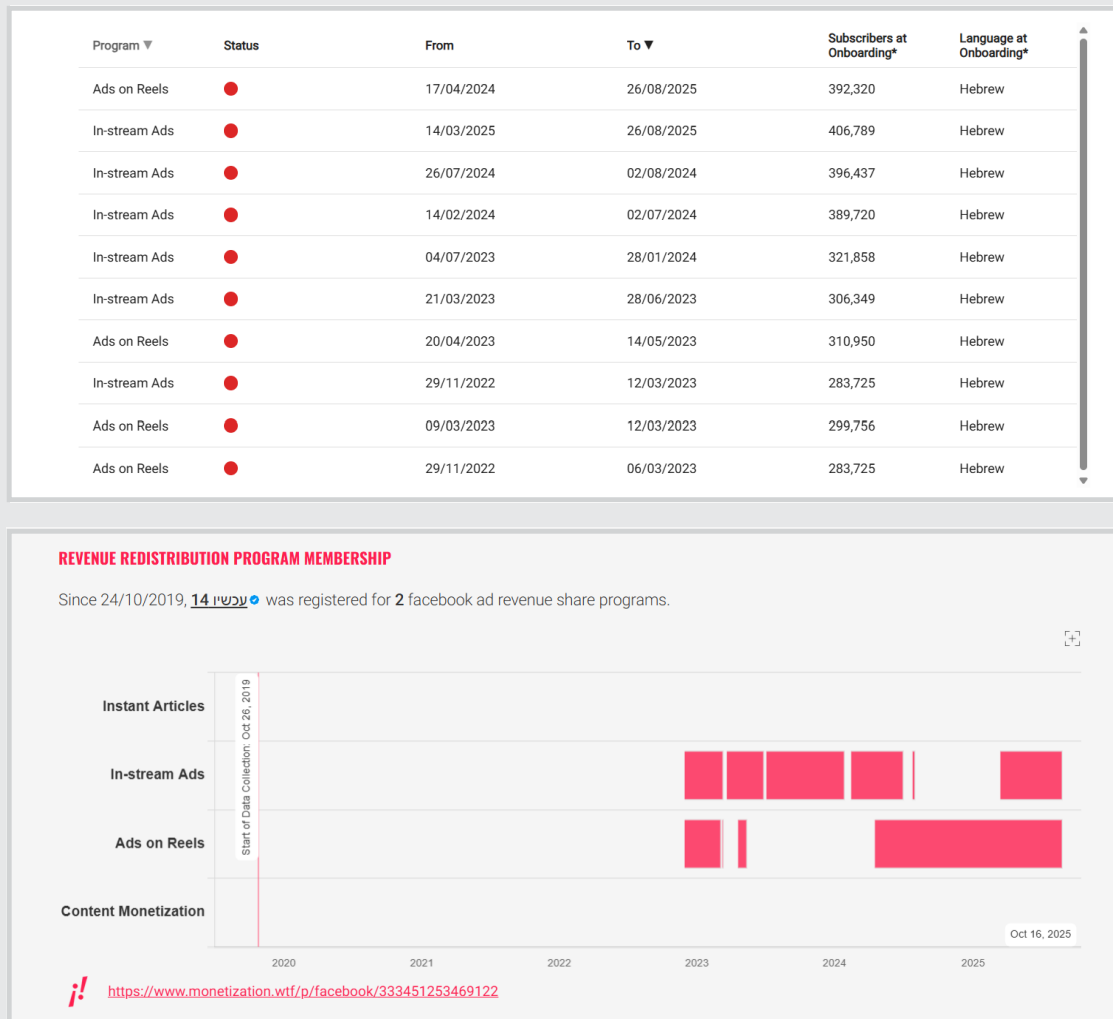 Program ▼ Status From To ▼ Subscribers at Onboarding* Language at Onboarding*
Ads on Reels 17/04/2024 26/08/2025 392,320 Hebrew
In-stream Ads 14/03/2025 26/08/2025 406,789 Hebrew
In-stream Ads 26/07/2024 02/08/2024 396,437 Hebrew
In-stream Ads 14/02/2024 02/07/2024 389,720 Hebrew
In-stream Ads 04/07/2023 28/01/2024 321,858 Hebrew
In-stream Ads 21/03/2023 28/06/2023 306,349 Hebrew
Ads on Reels 20/04/2023 14/05/2023 310,950 Hebrew
In-stream Ads 29/11/2022 12/03/2023 283,725 Hebrew
Ads on Reels 09/03/2023 12/03/2023 299,756 Hebrew
Ads on Reels 29/11/2022 06/03/2023 283,725 Hebrew
REVENUE REDISTRIBUTION PROGRAM MEMBERSHIP
Since 24/10/2019, עכשיו 14 was registered for 2 facebook ad revenue share programs.
Start of Data Collection: Oct 26, 2019
Instant Articles
In-stream Ads
Ads on Reels
Content Monetization
Oct 16, 2025
2020 2021 2022 2023 2024 2025
¡! https://www.monetization.wtf/p/facebook/333451253469122